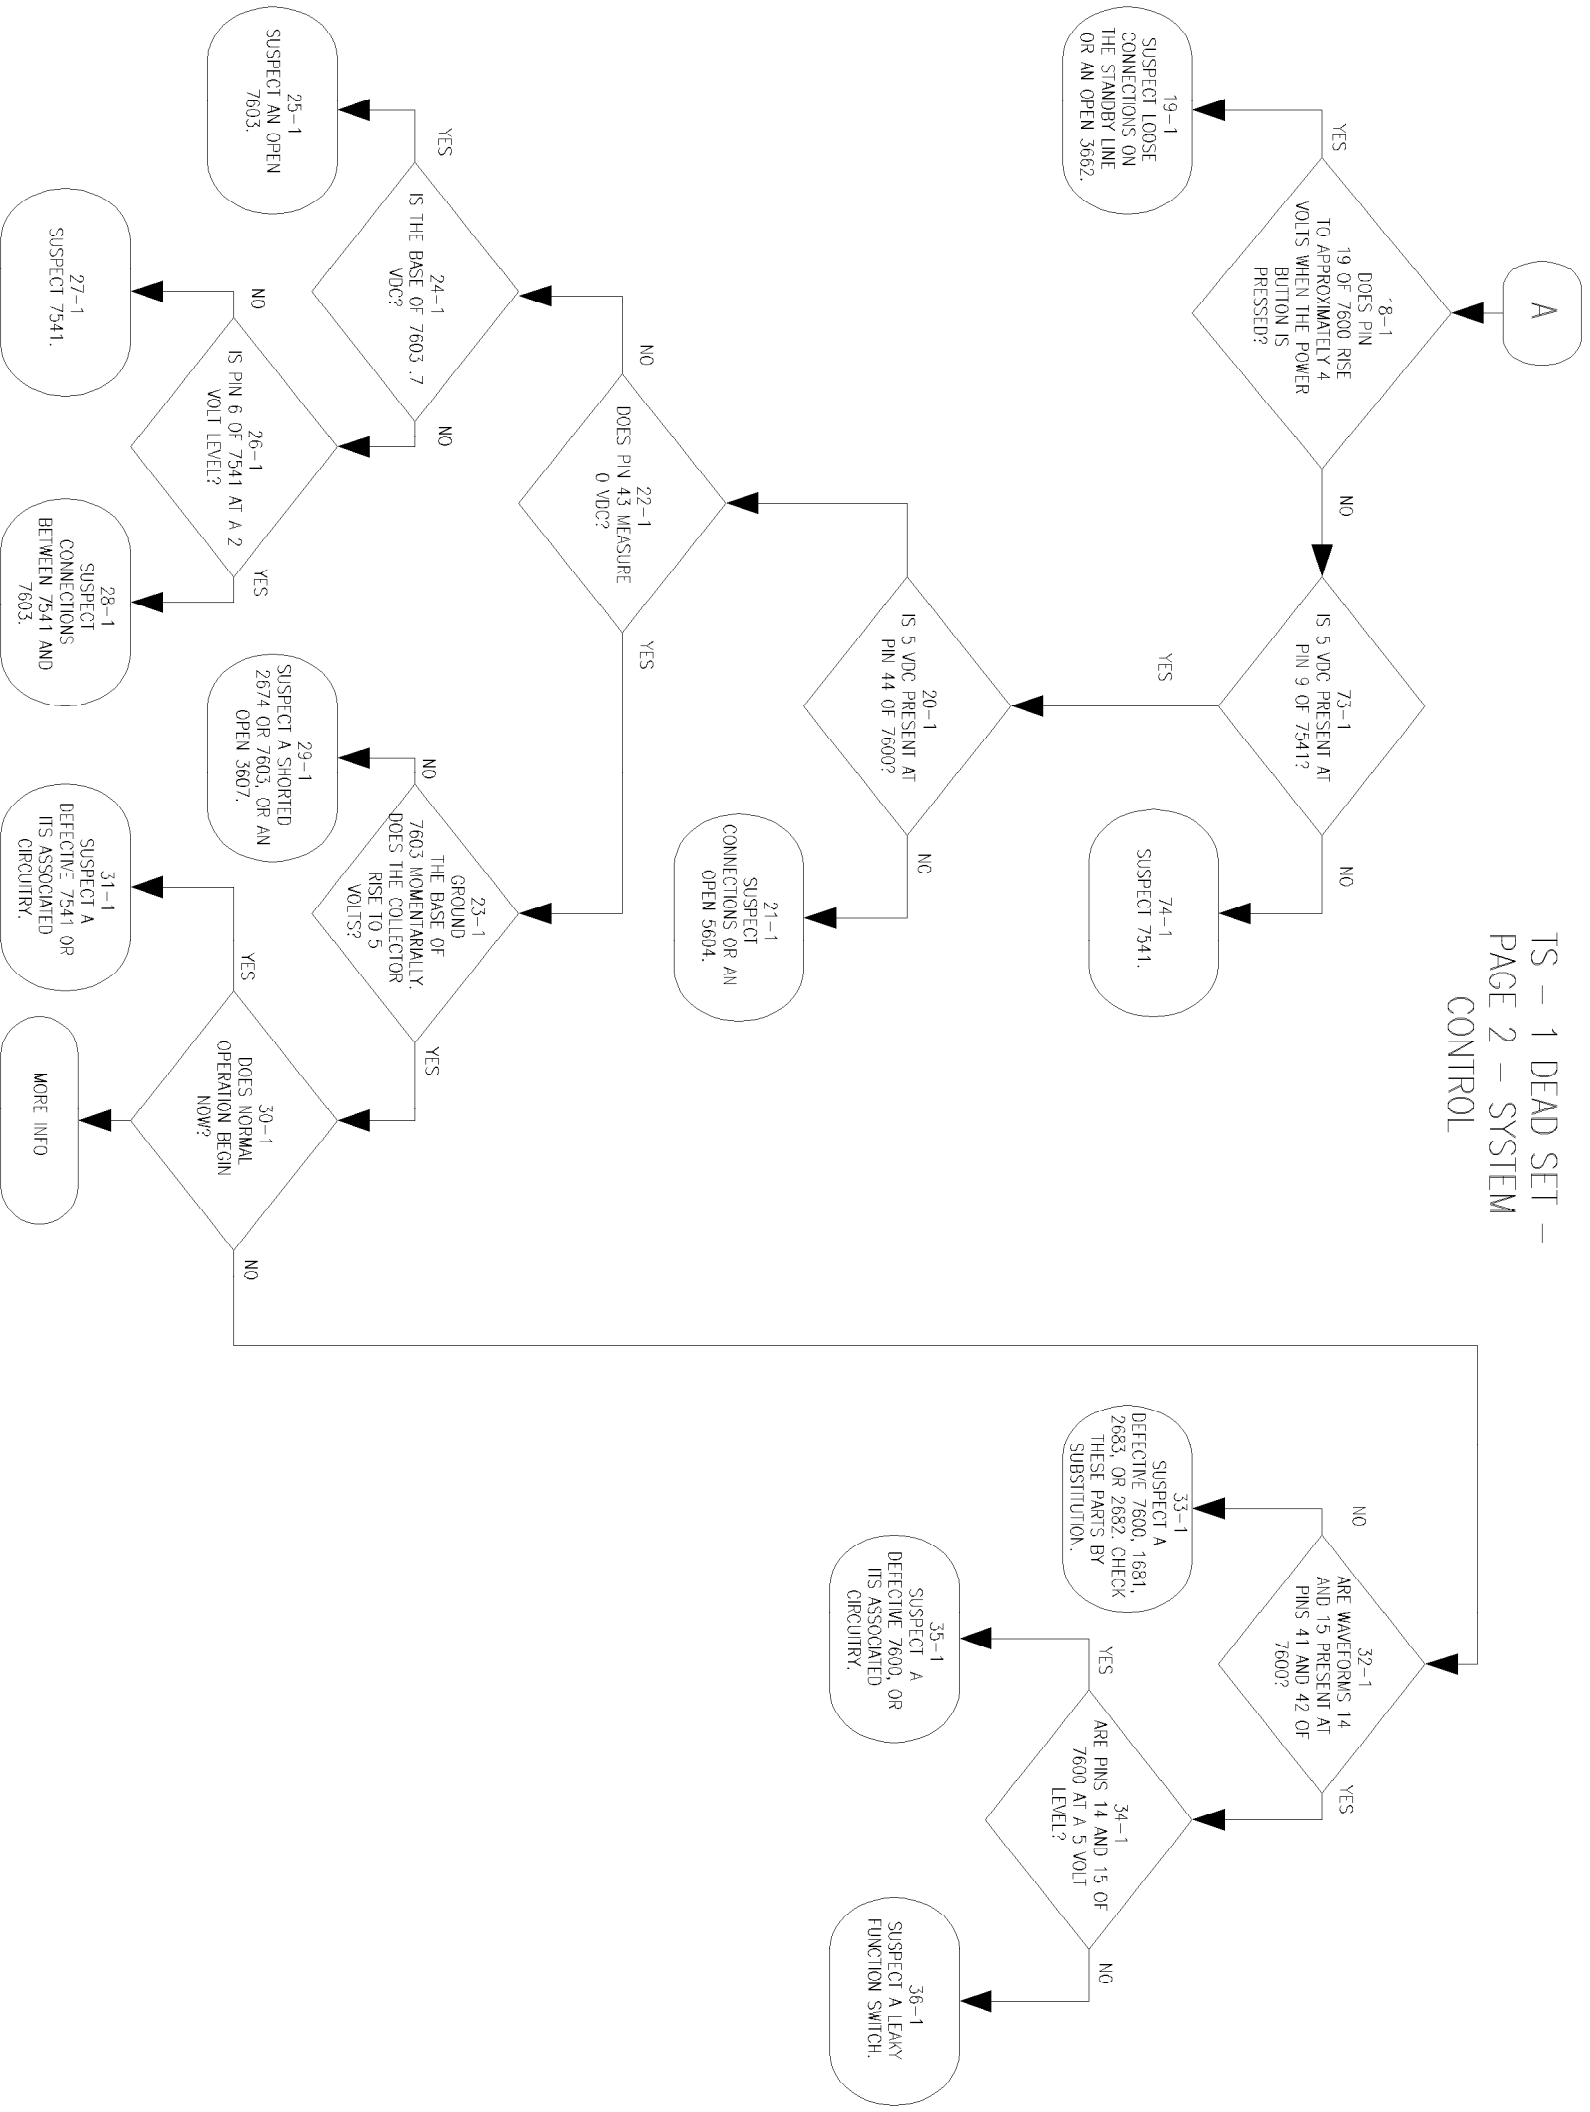 TS - 1 DEAD SET -
PAGE 2 - SYSTEM
CONTROL
A
18-1
DOES PIN
19 OF 7600 RISE
TO APPROXIMATELY 4
VOLTS WHEN THE POWER
BUTTON IS
PRESSED?
YES
NO
19-1
SUSPECT LOOSE
CONNECTIONS ON
THE STANDBY LINE
OR AN OPEN 3662.
73-1
IS 5 VDC PRESENT AT
PIN 9 OF 7541?
YES
NO
74-1
SUSPECT 7541.
20-1
IS 5 VDC PRESENT AT
PIN 44 OF 7600?
NO
21-1
SUSPECT
CONNECTIONS OR AN
OPEN 5604.
22-1
DOES PIN 43 MEASURE
0 VDC?
NO
YES
24-1
IS THE BASE OF 7603 .7
VDC?
YES
NO
25-1
SUSPECT AN OPEN
7603.
26-1
IS PIN 6 OF 7541 AT A 2
VOLT LEVEL?
NO
YES
27-1
SUSPECT 7541.
28-1
SUSPECT
CONNECTIONS
BETWEEN 7541 AND
7603.
23-1
GROUND
THE BASE OF
7603 MOMENTARIALLY.
DOES THE COLLECTOR
RISE TO 5
VOLTS?
NO
YES
29-1
SUSPECT A SHORTED
2674 OR 7603, OR AN
OPEN 3607.
30-1
DOES NORMAL
OPERATION BEGIN
NOW?
YES
NO
31-1
SUSPECT A
DEFECTIVE 7541 OR
ITS ASSOCIATED
CIRCUITRY.
MORE INFO
32-1
ARE WAVEFORMS 14
AND 15 PRESENT AT
PINS 41 AND 42 OF
7600?
NO
YES
33-1
SUSPECT A
DEFECTIVE 7600, 1681,
2683, OR 2682. CHECK
THESE PARTS BY
SUBSTITUTION.
34-1
ARE PINS 14 AND 15 OF
7600 AT A 5 VOLT
LEVEL?
YES
NO
35-1
SUSPECT A
DEFECTIVE 7600, OR
ITS ASSOCIATED
CIRCUITRY.
36-1
SUSPECT A LEAKY
FUNCTION SWITCH.